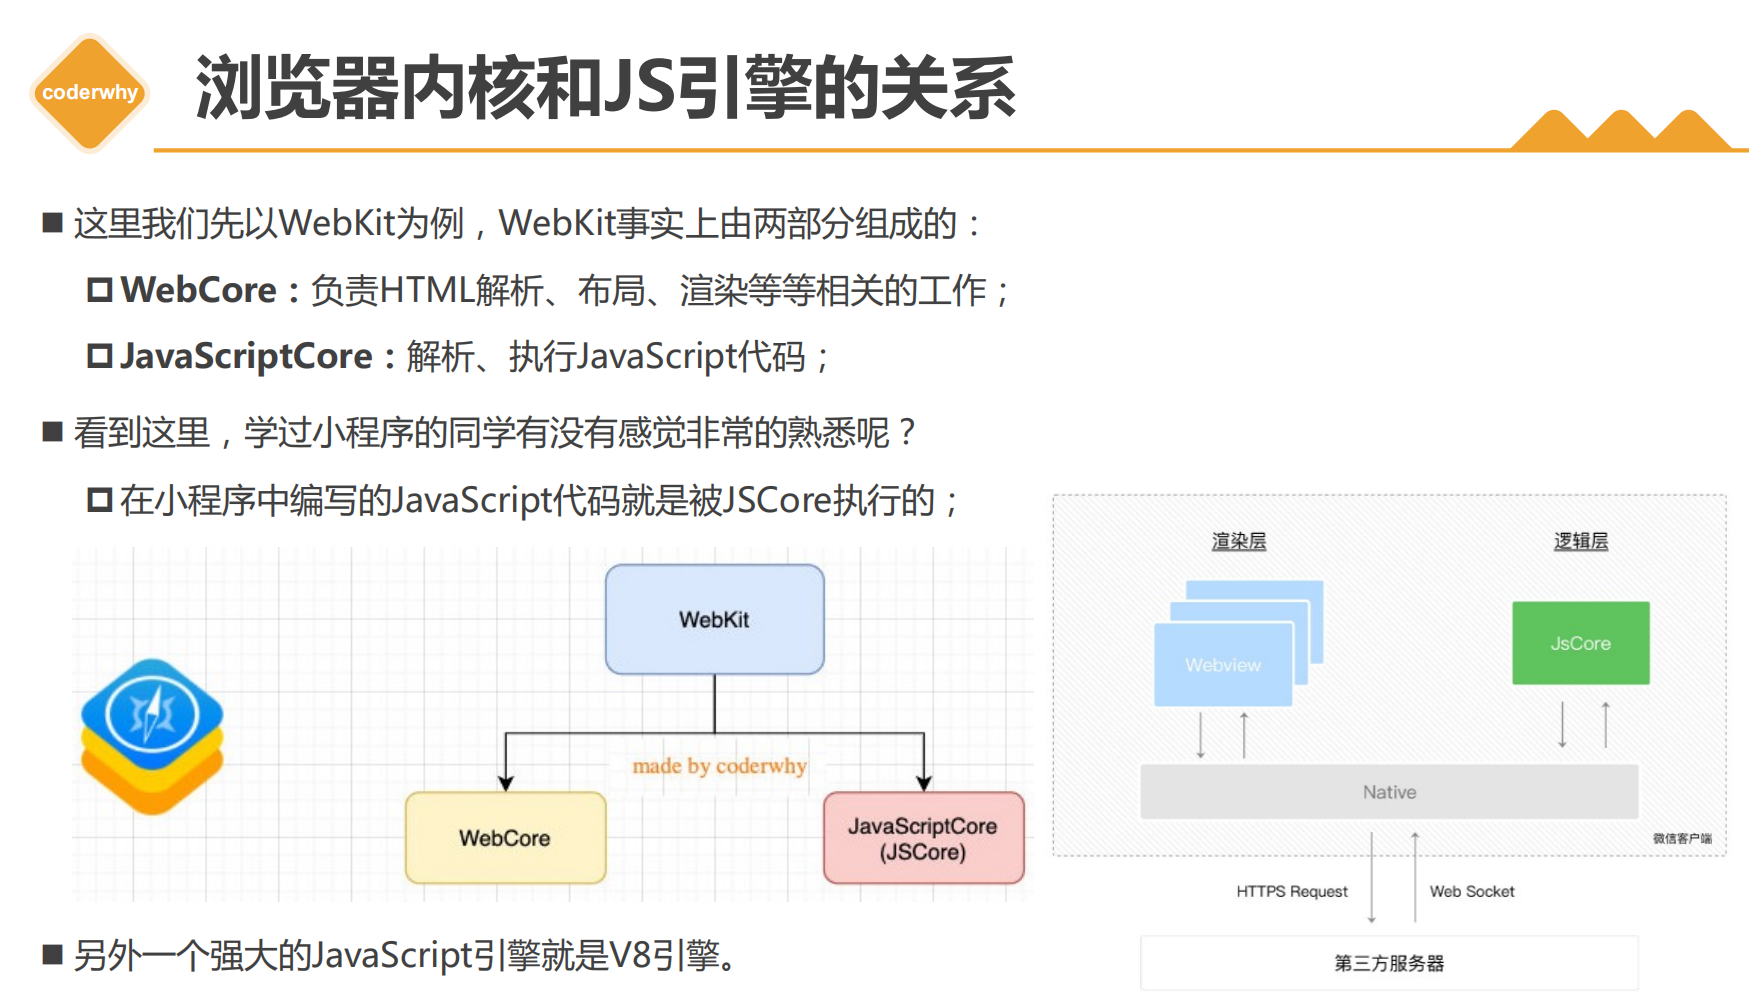 coderwhy
浏览器内核和JS引擎的关系
这里我们先以WebKit为例，WebKit事实上由两部分组成的：
WebCore：负责HTML解析、布局、渲染等等相关的工作；
JavaScriptCore：解析、执行JavaScript代码；
看到这里，学过小程序的同学有没有感觉非常的熟悉呢？
在小程序中编写的JavaScript代码就是被JSCore执行的；
WebKit
made by coderwhy
WebCore
JavaScriptCore
(JSCore)
渲染层
逻辑层
Webview
JsCore
Native
微信客户端
HTTPS Request
Web Socket
第三方服务器
另外一个强大的JavaScript引擎就是V8引擎。